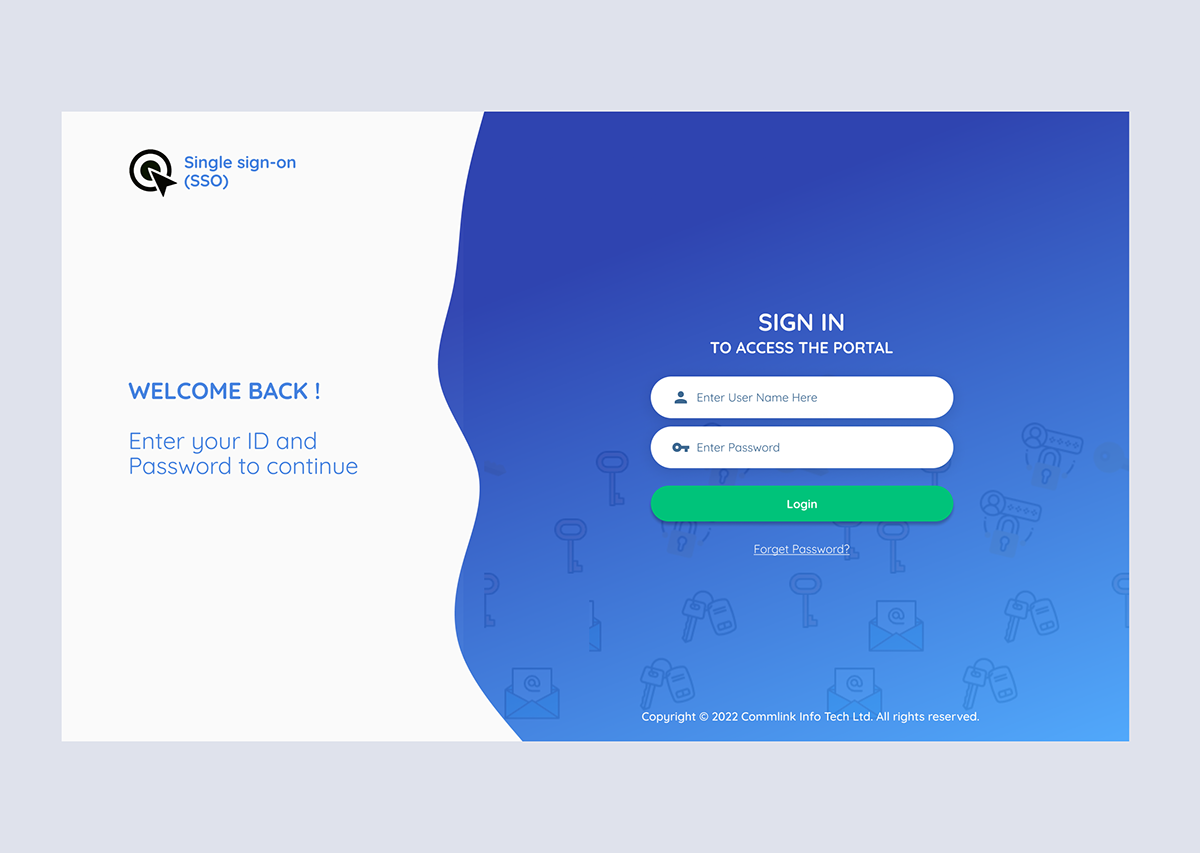 Single sign-on
(SSO)
WELCOME BACK !
Enter your ID and
Password to continue
SIGN IN
TO ACCESS THE PORTAL
Enter User Name Here
Enter Password
Login
Forget Password?
@
@
@
Copyright © 2022 Commlink Info Tech Ltd. All rights reserved.